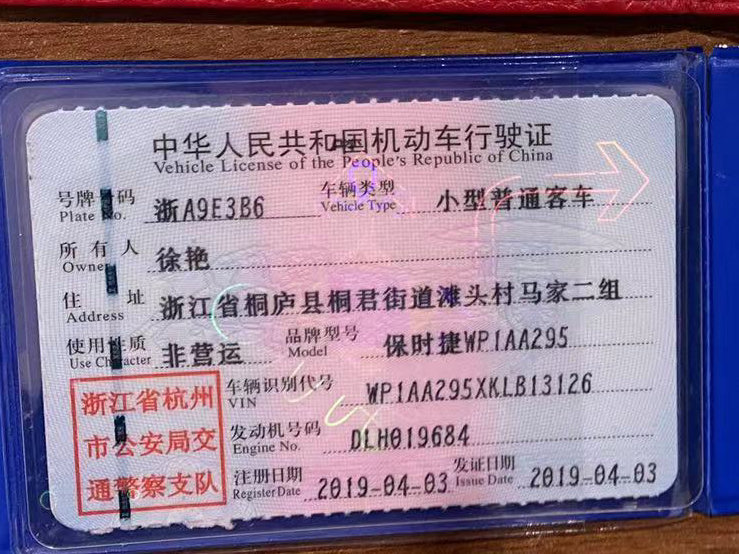 中华人民共和国机动车行驶证
Vehicle License of the People's Republic of China
号牌号码 浙A9E3B6 车辆类型 小型普通客车
Plate No. Vehicle Type
所有人 徐艳
Owner
住址 浙江省桐庐县桐君街道滩头村马家二组
Address
使用性质 非营运 品牌型号 保时捷WP1AA295
Use Character Model
车辆识别代号 WP1AA295XKLB13126
VIN
发动机号码 DLH019684
Engine No.
注册日期 2019-04-03 发证日期 2019-04-03
Register Date Issue Date
浙江省杭州
市公安局交
通警察支队